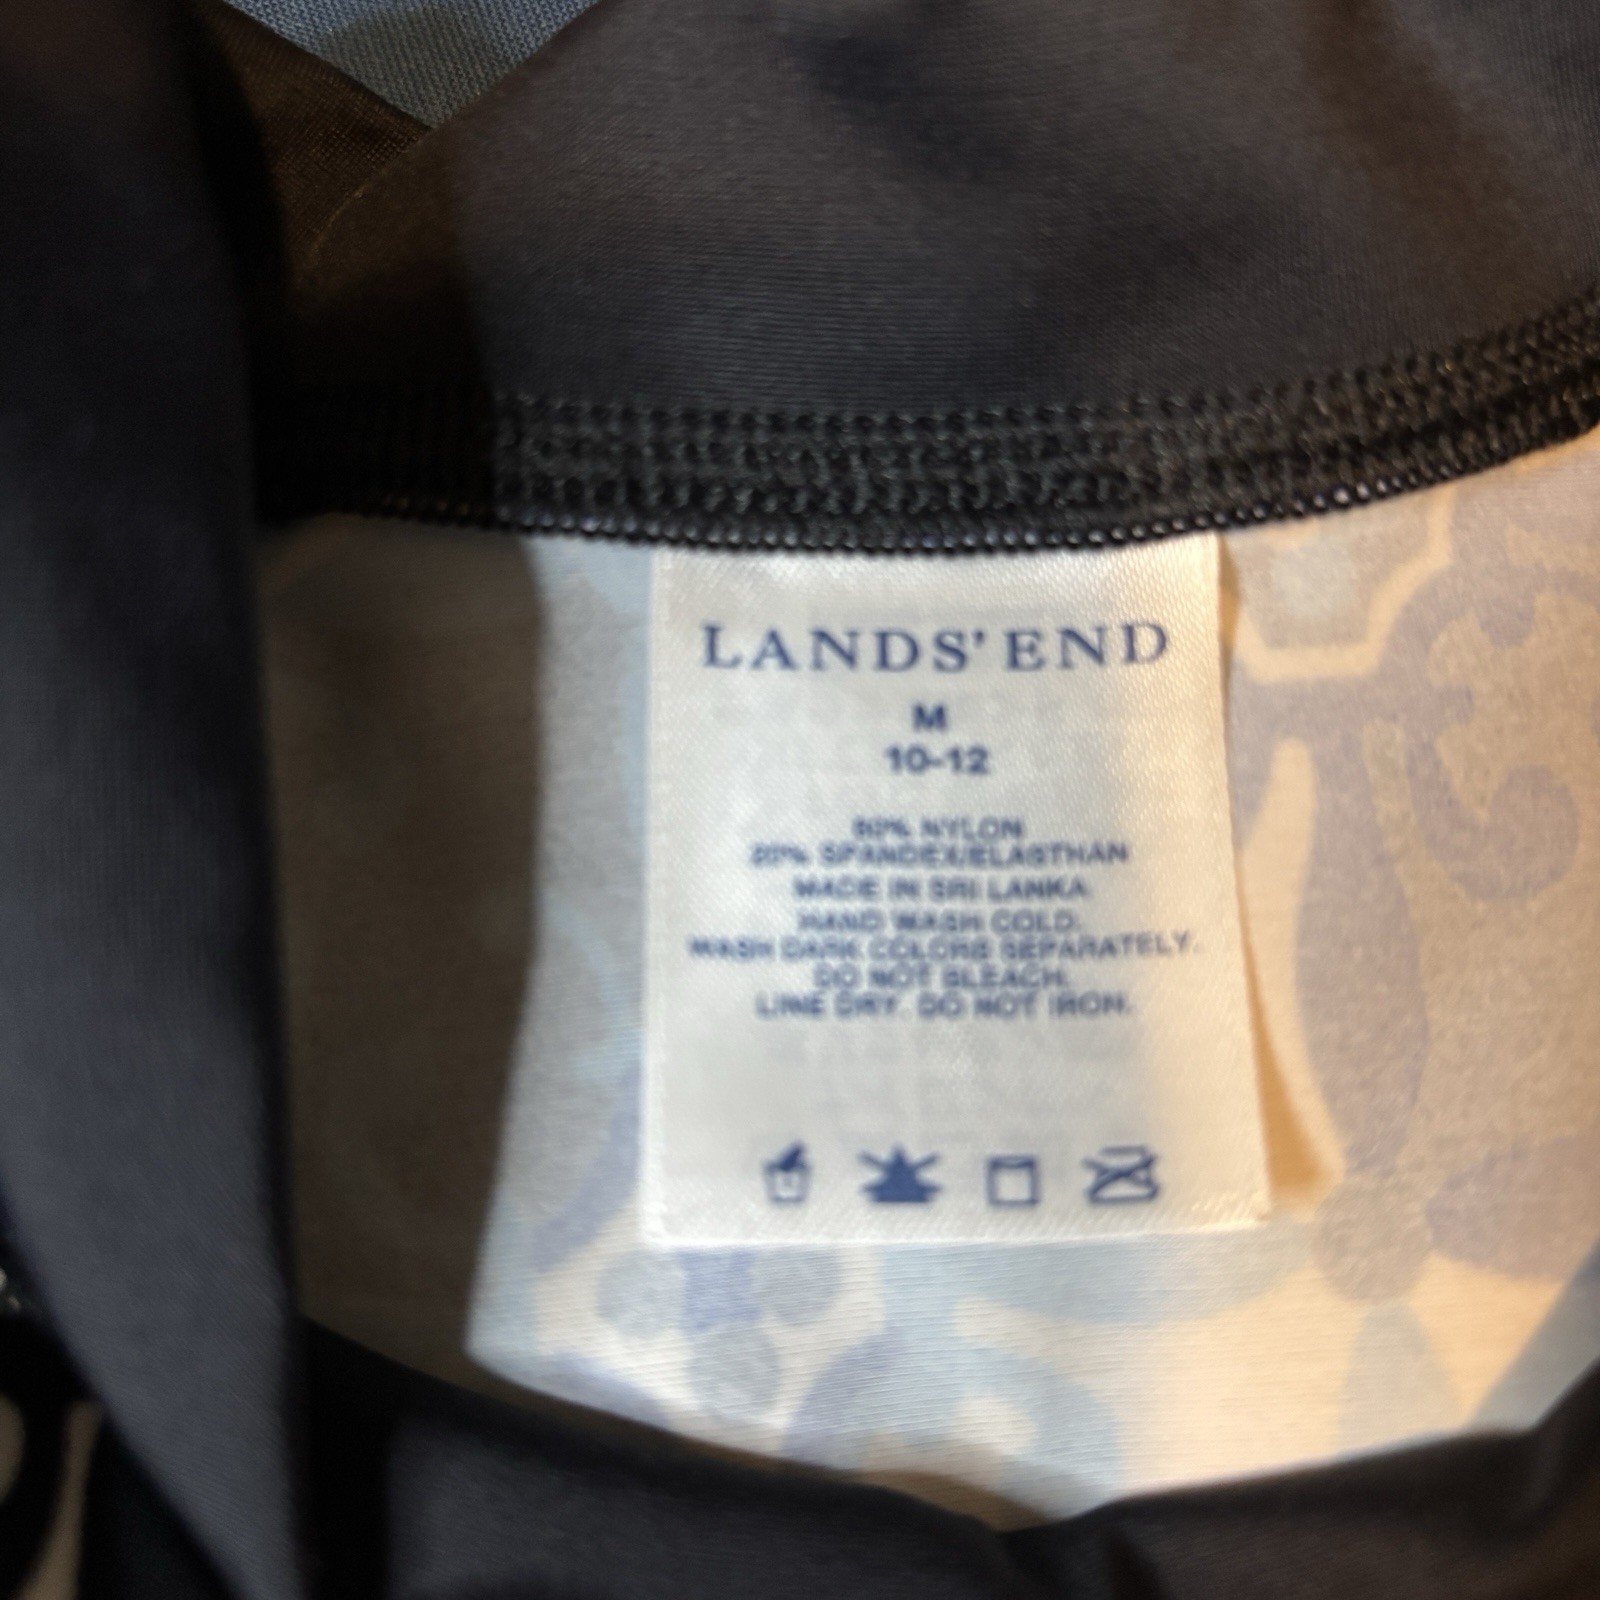 LANDS' END
M
10-12
80% NYLON
20% SPANDEX/ELASTHAN
MADE IN SRI LANKA
HAND WASH COLD.
WASH DARK COLORS SEPARATELY.
DO NOT BLEACH.
LINE DRY. DO NOT IRON.